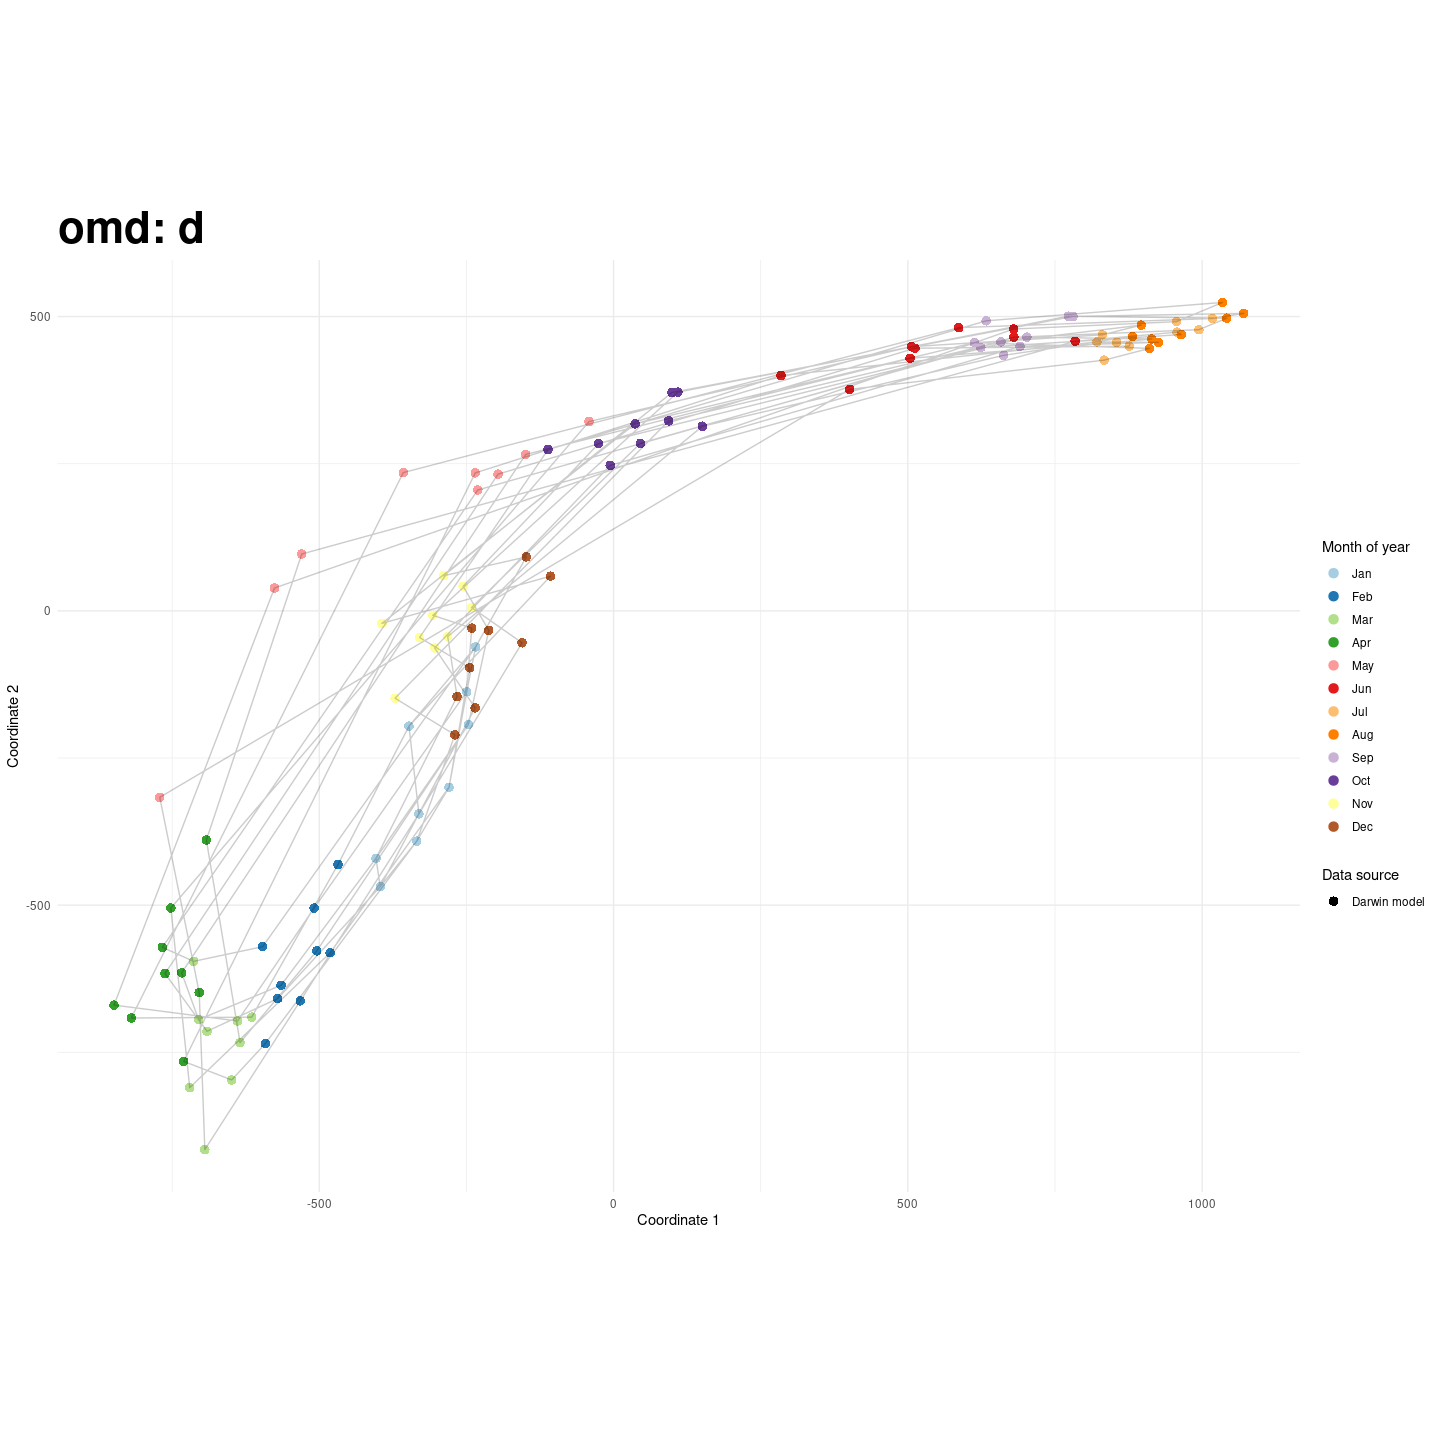 omd: d
500
0
-500
-500
0
500
1000
Coordinate 1
Coordinate 2
Month of year
Jan
Feb
Mar
Apr
May
Jun
Jul
Aug
Sep
Oct
Nov
Dec
Data source
Darwin model